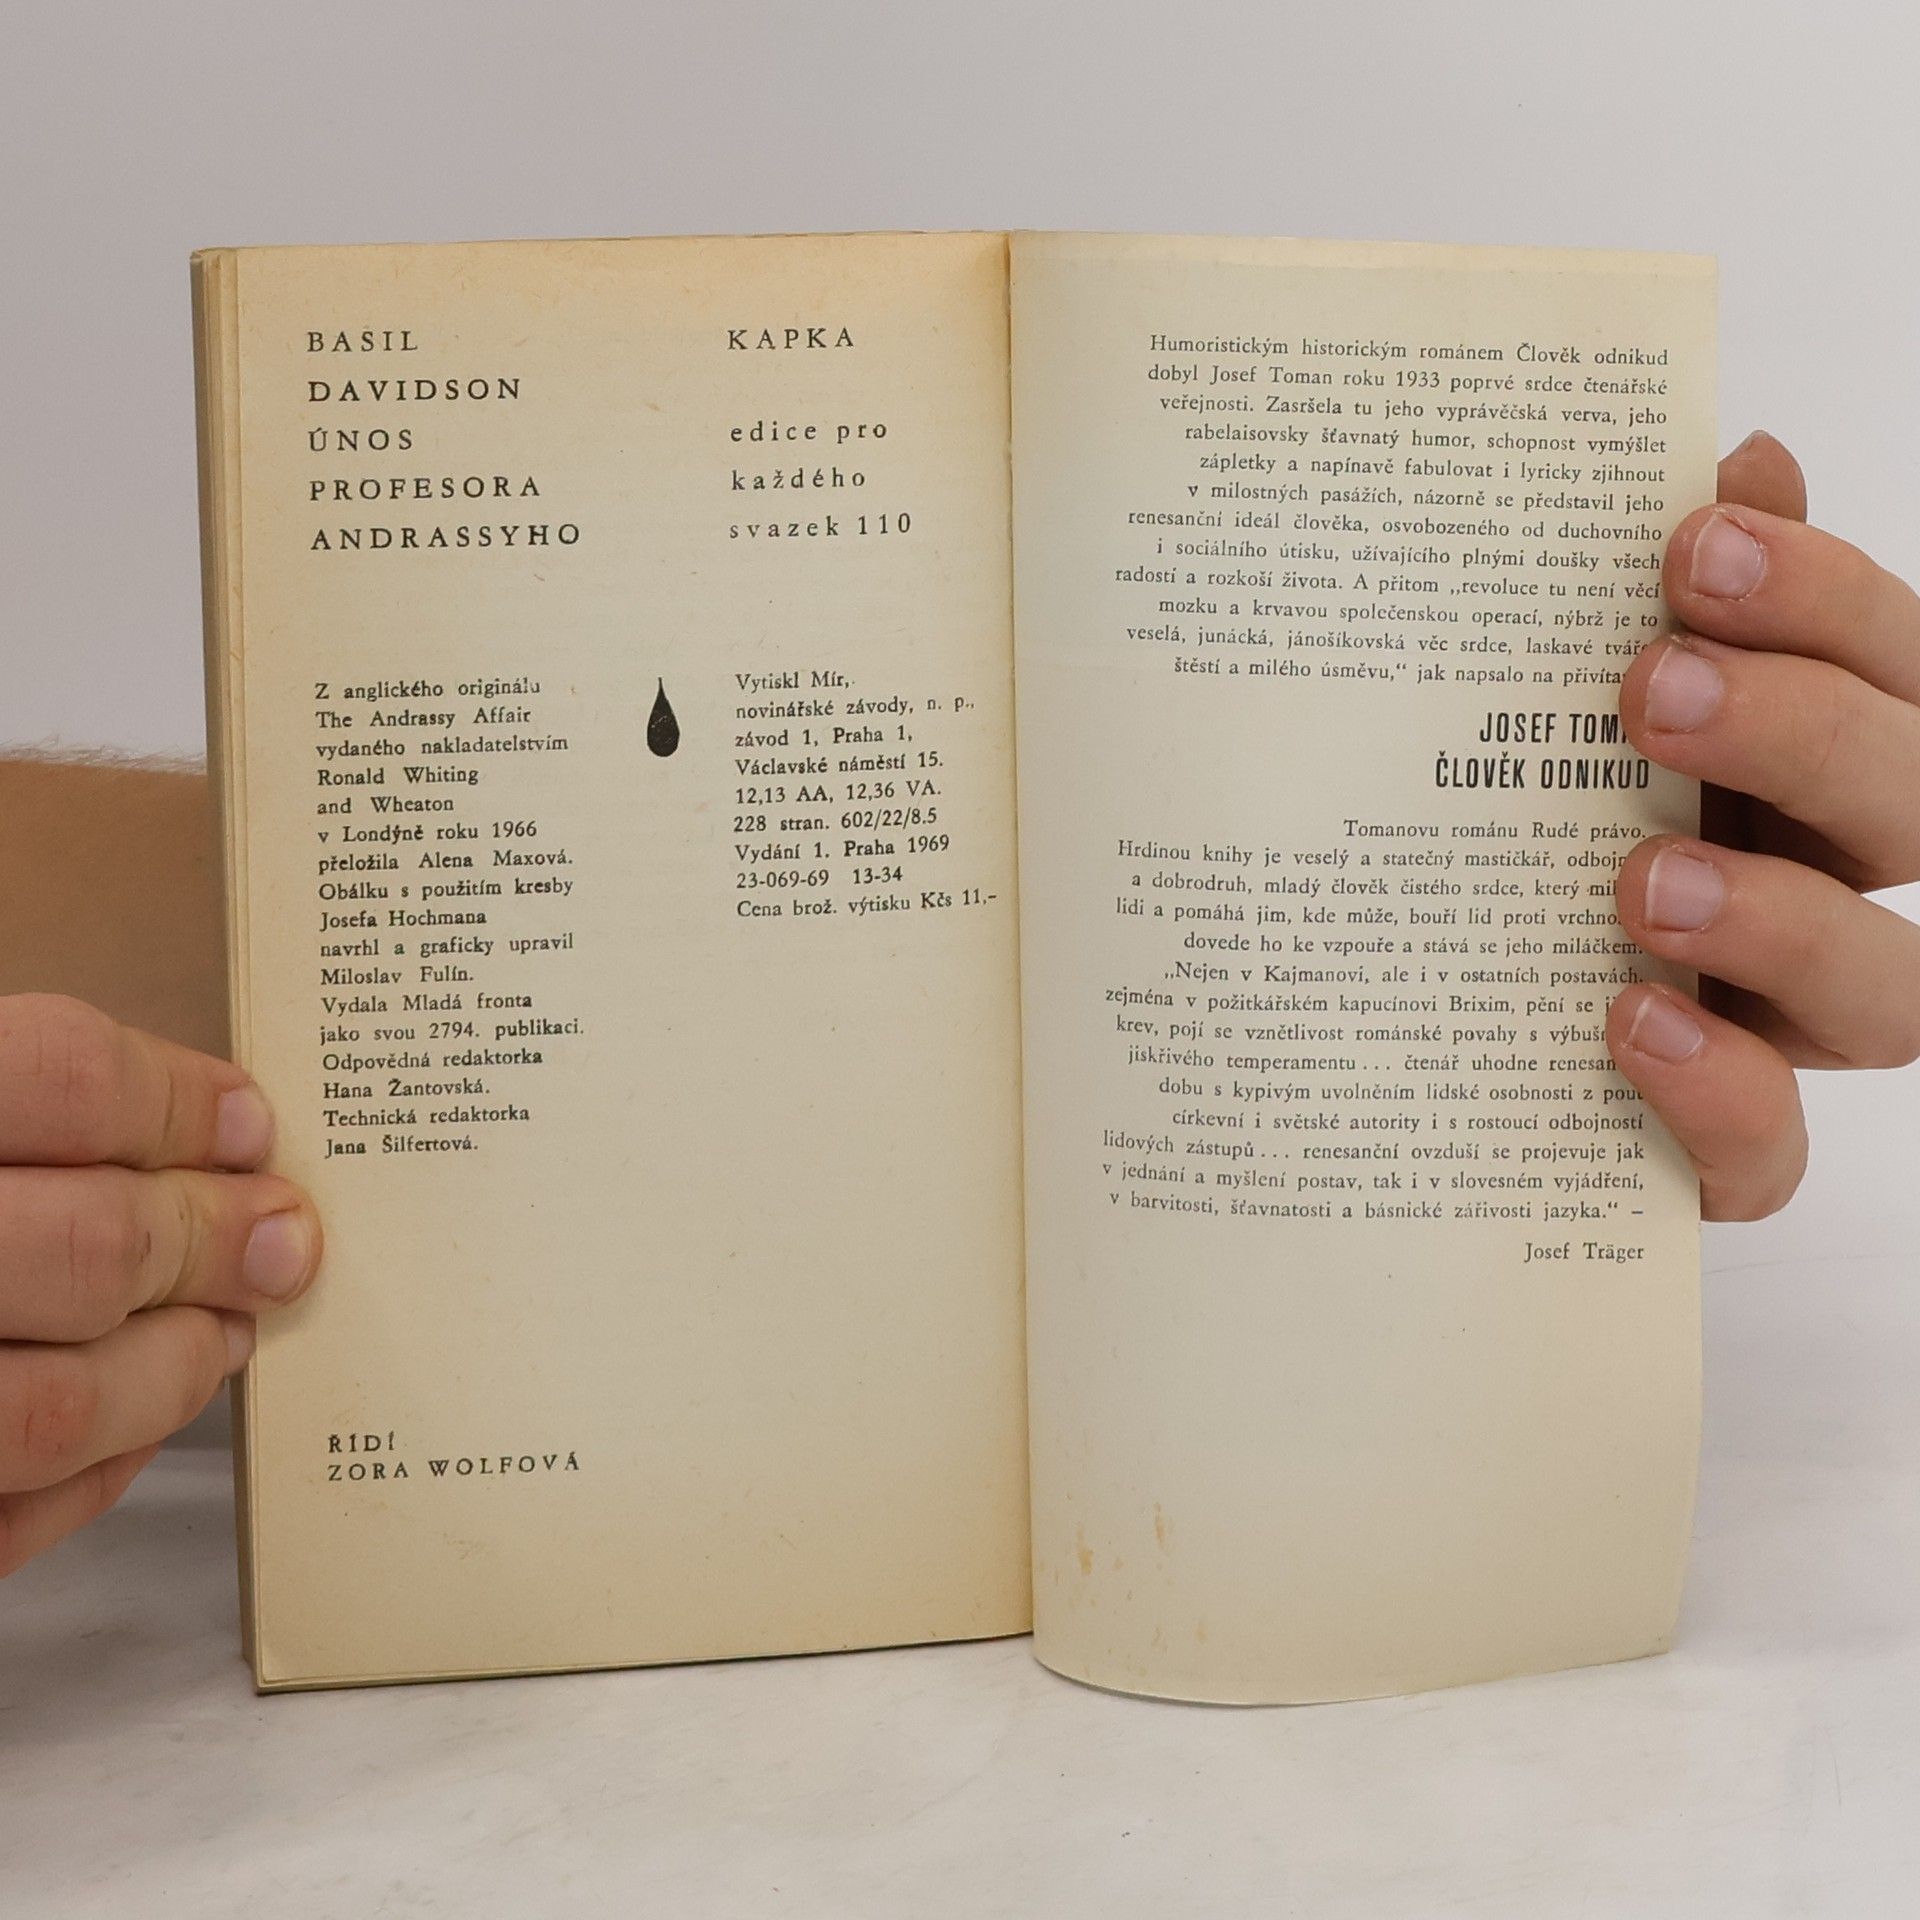 BASIL
DAVIDSON
ÚNOS
PROFESORA
ANDRASSYHO
KAPKA
edice pro
každého
svazek 110
Z anglického originálu
The Andrassy Affair
vydaného nakladatelstvím
Ronald Whiting
and Wheaton
v Londýně roku 1966
přeložila Alena Maxová.
Obálku s použitím kresby
Josefa Hochmana
navrhl a graficky upravil
Miloslav Fulín.
Vydala Mladá fronta
jako svou 2794. publikaci.
Odpovědná redaktorka
Hana Žantovská.
Technická redaktorka
Jana Šilfertová.
Vytiskl Mír,
novinářské závody, n. p.,
závod 1, Praha 1,
Václavské náměstí 15.
12,13 AA, 12,36 VA.
228 stran. 602/22/8.5
Vydání 1. Praha 1969
23-069-69 13-34
Cena brož. výtisku Kčs 11,-
ŘÍDÍ
ZORA WOLFOVÁ
Humoristickým historickým románem Člověk odnikud
dobyl Josef Toman roku 1933 poprvé srdce čtenářské
veřejnosti. Zasršela tu jeho vyprávěčská verva, jeho
rabelaisovsky šťavnatý humor, schopnost vymýšlet
zápletky a napínavě fabulovat i lyricky zjihnout
v milostných pasážích, názorně se představil jeho
renesanční ideál člověka, osvobozeného od duchovního
i sociálního útisku, užívajícího plnými doušky všech
radostí a rozkoší života. A přitom „revoluce tu není věcí
mozku a krvavou společenskou operací, nýbrž je to
veselá, junácká, jánošíkovská věc srdce, laskavé
štěstí a milého úsměvu,“ jak napsalo na
JOSEF
ČLOVĚK ODNIKUD
Tomanovu románu Rudé právo.
Hrdinou knihy je veselý a statečný mastičkář,
a dobrodruh, mladý člověk čistého srdce, který
lidi a pomáhá jim, kde může, bouří lid proti
dovede ho ke vzpouře a stává se jeho miláčkem.
„Nejen v Kajmanovi, ale i v ostatních postavách.
zejména v požitkářském kapucínovi Brixim, pění se
krev, pojí se vznětlivost románské povahy s
jiskřivého temperamentu... čtenář uhodne
dobu s kypivým uvolněním lidské osobnosti z pout
církevní i světské autority i s rostoucí odbojností
lidových zástupů... renesanční ovzduší se projevuje jak
v jednání a myšlení postav, tak i v slovesném vyjádření,
v barvitosti, šťavnatosti a básnické zářivosti jazyka.“ –
Josef Träger